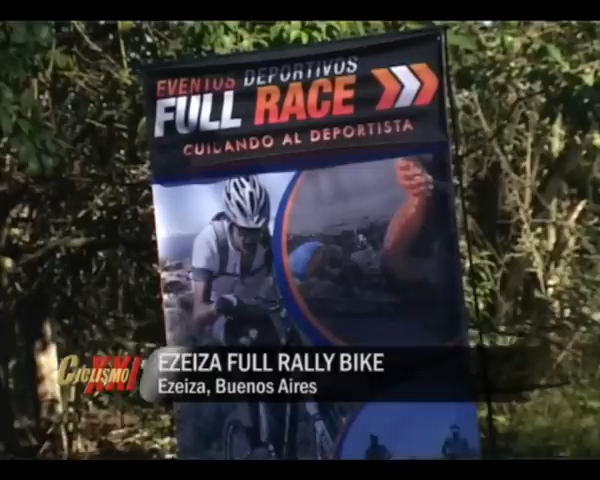 EVENTOS DEPORTIVOS
FULL RACE
CUIDANDO AL DEPORTISTA
CICLISMO XXI
EZEIZA FULL RALLY BIKE
Ezeiza, Buenos Aires